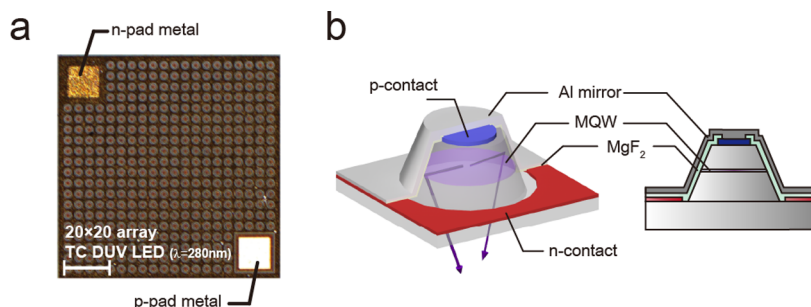 a
n-pad metal
20×20 array
TC DUV LED (λ=280nm)
p-pad metal
b
p-contact
Al mirror
MQW
MgF₂
n-contact